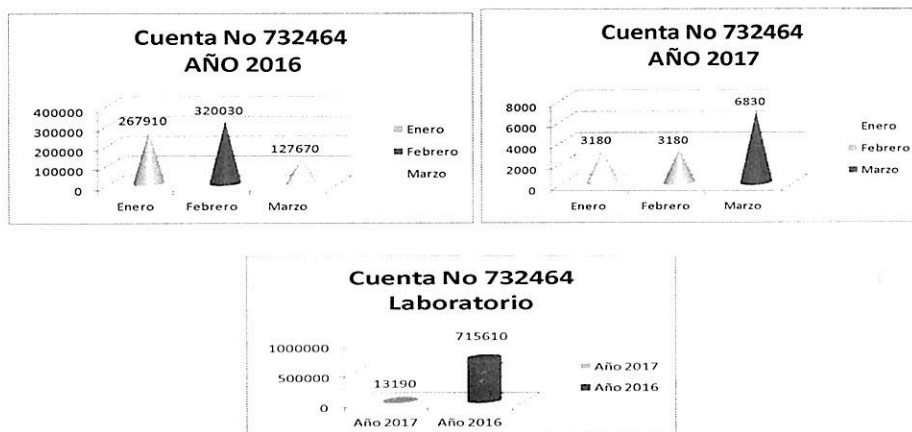 Cuenta No 732464
AÑO 2016
400000
300000
200000
100000
0
267910
320030
127670
Enero
Febrero
Marzo
Enero
Febrero
Marzo
Cuenta No 732464
AÑO 2017
8000
6000
4000
2000
0
3180
3180
6830
Enero
Febrero
Marzo
Enero
Febrero
Marzo
Cuenta No 732464
Laboratorio
1000000
500000
0
13190
715610
Año 2017
Año 2016
Año 2017
Año 2016